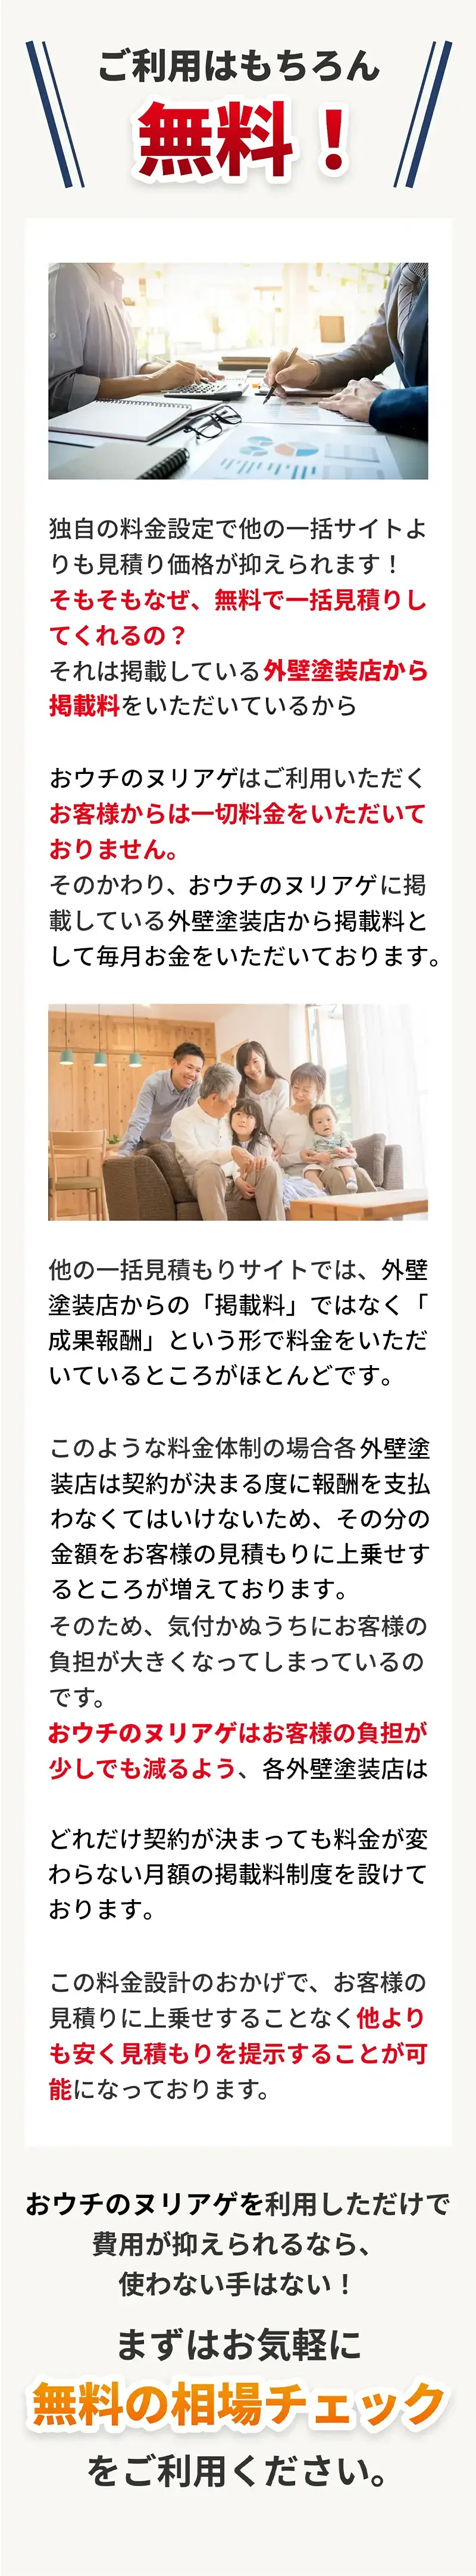 ご利用はもちろん
無料！
独自の料金設定で他の一括サイトよ
りも見積り価格が抑えられます！
そもそもなぜ、無料で一括見積りし
てくれるの？
それは掲載している外壁塗装店から
掲載料をいただいているから
おウチのヌリアゲはご利用いただく
お客様からは一切料金をいただいて
おりません。
そのかわり、おウチのヌリアゲに掲
載している外壁塗装店から掲載料と
して毎月お金をいただいております。
他の一括見積もりサイトでは、外壁
塗装店からの「掲載料」ではなく「
成果報酬」という形で料金をいただ
いているところがほとんどです。
このような料金体制の場合各外壁塗
装店は契約が決まる度に報酬を支払
わなくてはいけないため、その分の
金額をお客様の見積もりに上乗せす
るところが増えております。
そのため、気付かぬうちにお客様の
負担が大きくなってしまっているの
です。
おウチのヌリアゲはお客様の負担が
少しでも減るよう、各外壁塗装店は
どれだけ契約が決まっても料金が変
わらない月額の掲載料制度を設けて
おります。
この料金設計のおかげで、お客様の
見積りに上乗せすることなく他より
も安く見積もりを提示することが可
能になっております。
おウチのヌリアゲを利用しただけで
費用が抑えられるなら、
使わない手はない！
まずはお気軽に
無料の相場チェック
をご利用ください。